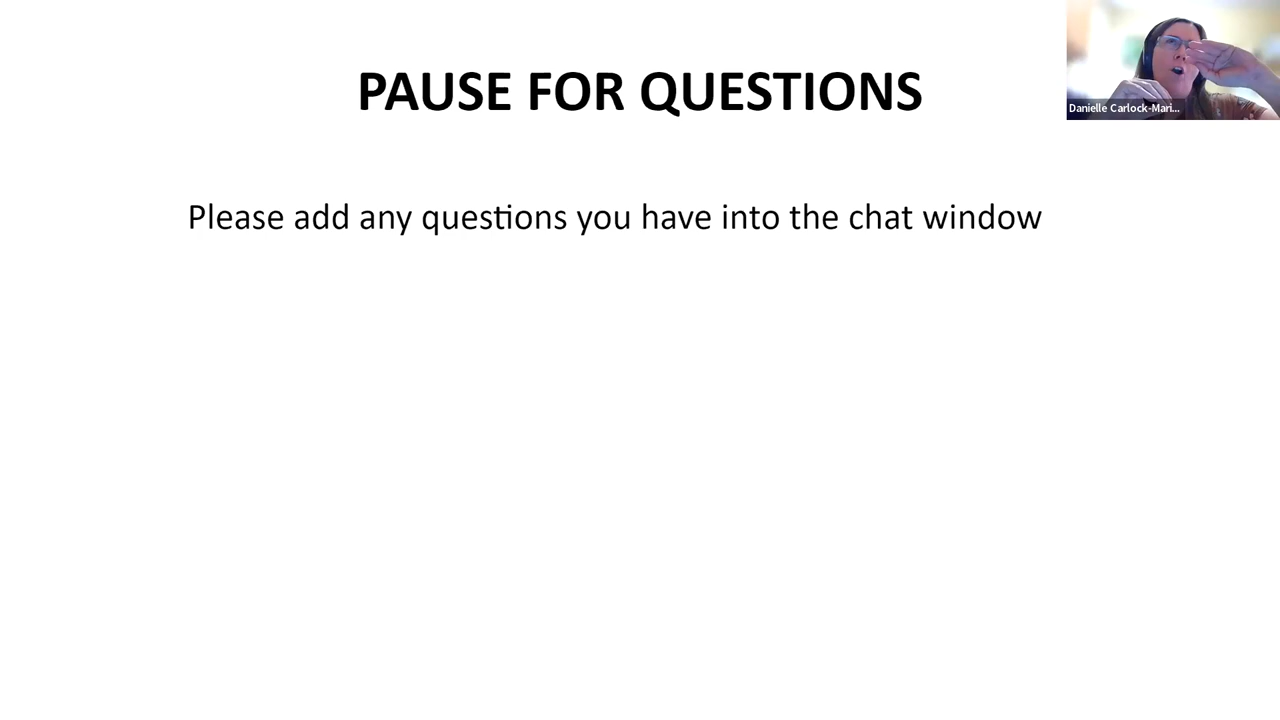 PAUSE FOR QUESTIONS
Danielle Carlock-Mari...
Please add any questions you have into the chat window